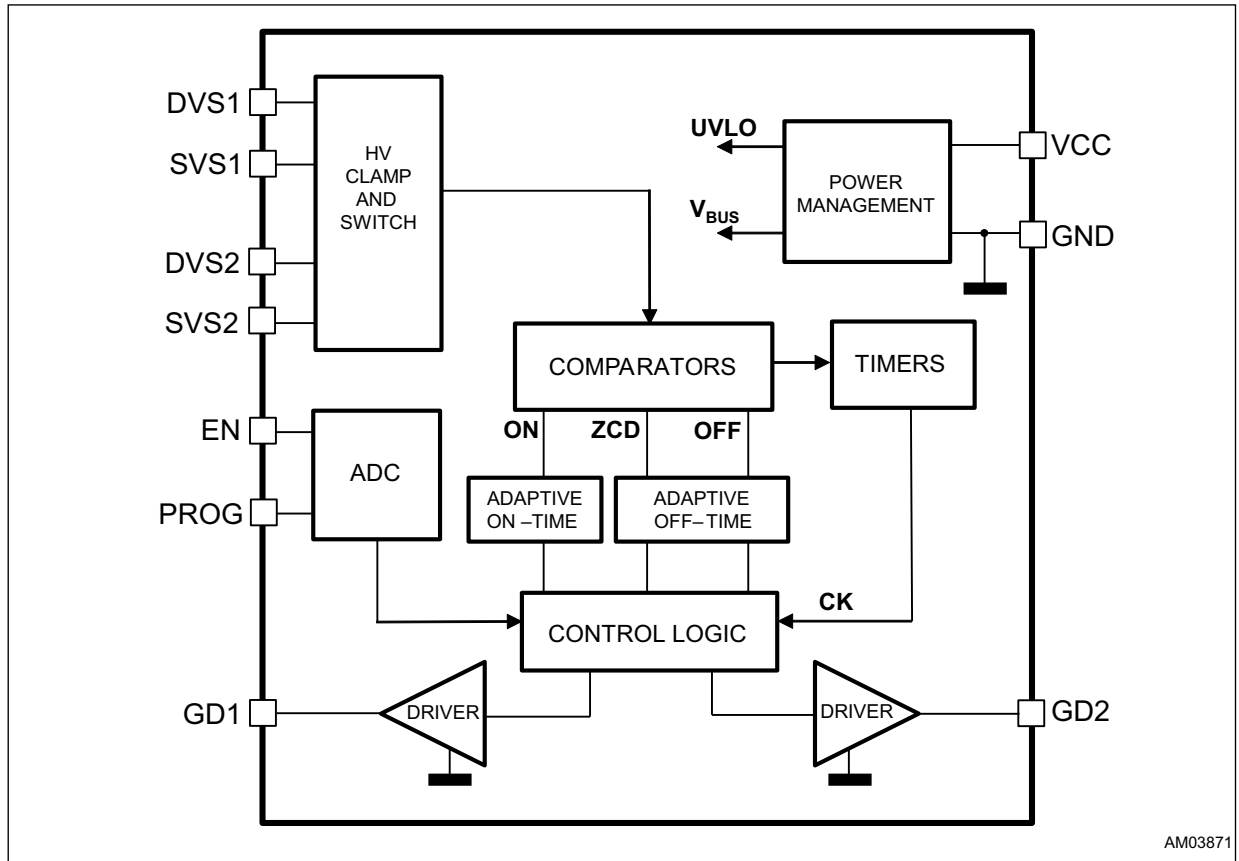 DVS1
SVS1
DVS2
SVS2
HV
CLAMP
AND
SWITCH
UVLO
V_BUS
POWER
MANAGEMENT
VCC
GND
COMPARATORS
TIMERS
EN
PROG
ADC
ON
ZCD
OFF
ADAPTIVE
ON –TIME
ADAPTIVE
OFF– TIME
CK
CONTROL LOGIC
GD1
DRIVER
DRIVER
GD2
AM03871